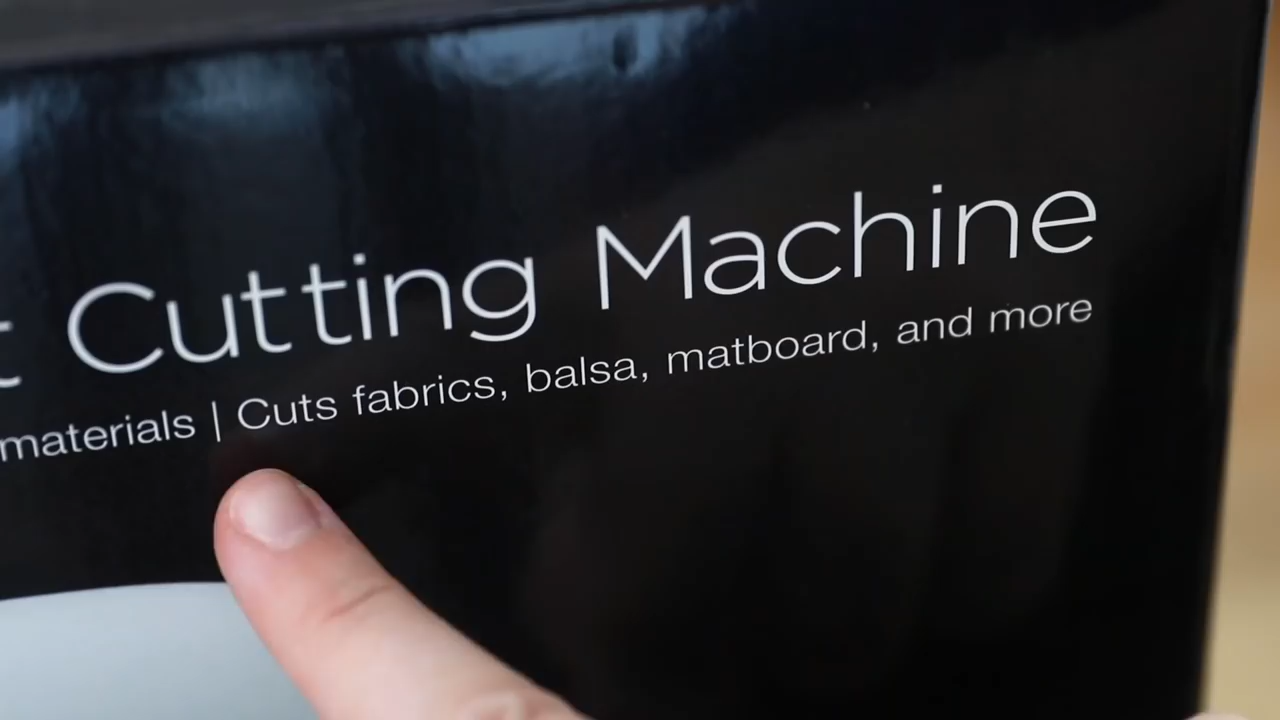 Cutting Machine
materials | Cuts fabrics, balsa, matboard, and more